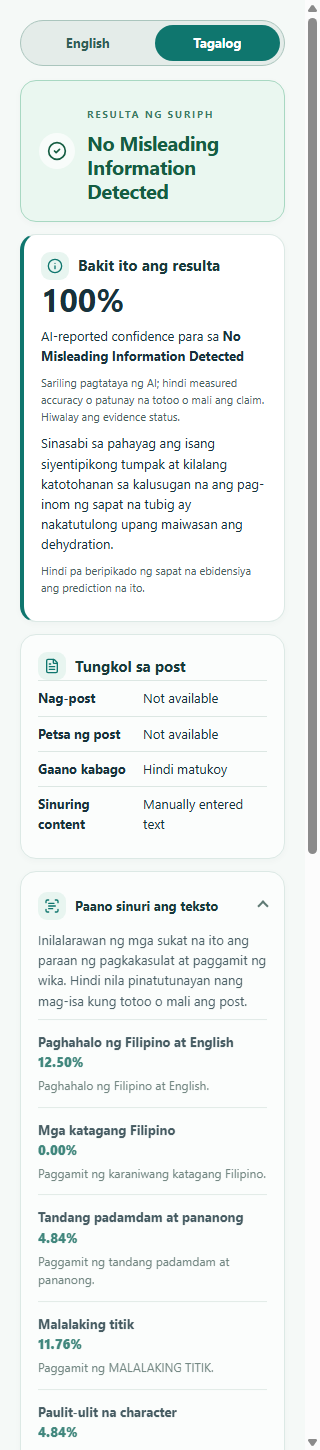 English
Tagalog
RESULTA NG SURIPH
No Misleading
Information
Detected
Bakit ito ang resulta
100%
AI-reported confidence para sa No
Misleading Information Detected
Sariling pagtataya ng AI; hindi measured
accuracy o patunay na totoo o mali ang claim.
Hiwalay ang evidence status.
Sinasabi sa pahayag ang isang
siyentipikong tumpak at kilalang
katotohanan sa kalusugan na ang pag-
inom ng sapat na tubig ay
nakatutulong upang maiwasan ang
dehydration.
Hindi pa beripikado ng sapat na ebidensiya
ang prediction na ito.
Tungkol sa post
Nag-post Not available
Petsa ng post Not available
Gaano kabago Hindi matukoy
Sinuring Manually entered
content text
Paano sinuri ang teksto
Inilalarawan ng mga sukat na ito ang
paraan ng pagkakasulat at paggamit ng
wika. Hindi nila pinatutunayan nang
mag-isa kung totoo o mali ang post.
Paghahalo ng Filipino at English
12.50%
Paghahalo ng Filipino at English.
Mga katagang Filipino
0.00%
Paggamit ng karaniwang katagang Filipino.
Tandang padamdam at pananong
4.84%
Paggamit ng tandang padamdam at
pananong.
Malalaking titik
11.76%
Paggamit ng MALALAKING TITIK.
Paulit-ulit na character
4.84%